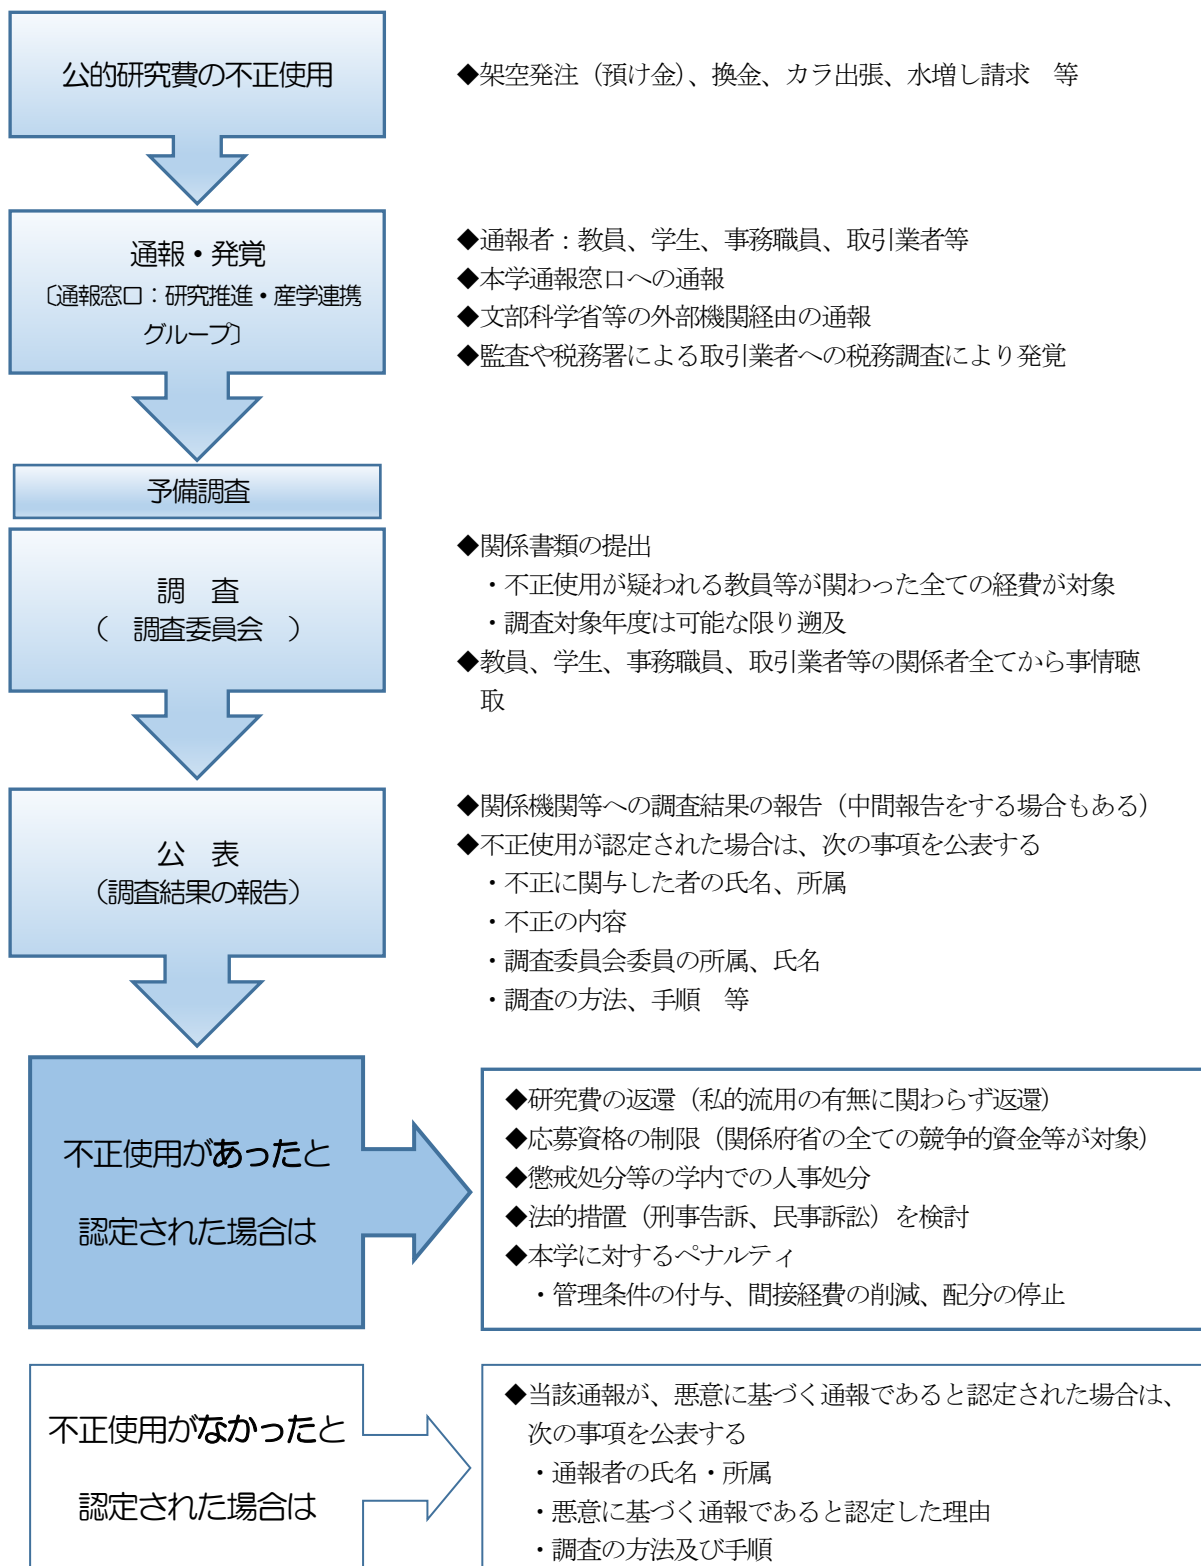 公的研究費の不正使用
◆架空発注（預け金）、換金、カラ出張、水増し請求　等
通報・発覚
〔通報窓口：研究推進・産学連携
グループ〕
◆通報者：教員、学生、事務職員、取引業者等
◆本学通報窓口への通報
◆文部科学省等の外部機関経由の通報
◆監査や税務署による取引業者への税務調査により発覚
予備調査
調　査
（　調査委員会　）
◆関係書類の提出
・不正使用が疑われる教員等が関わった全ての経費が対象
・調査対象年度は可能な限り遡及
◆教員、学生、事務職員、取引業者等の関係者全てから事情聴
取
公　表
（調査結果の報告）
◆関係機関等への調査結果の報告（中間報告をする場合もある）
◆不正使用が認定された場合は、次の事項を公表する
・不正に関与した者の氏名、所属
・不正の内容
・調査委員会委員の所属、氏名
・調査の方法、手順　等
不正使用があったと
認定された場合は
◆研究費の返還（私的流用の有無に関わらず返還）
◆応募資格の制限（関係府省の全ての競争的資金等が対象）
◆懲戒処分等の学内での人事処分
◆法的措置（刑事告訴、民事訴訟）を検討
◆本学に対するペナルティ
・管理条件の付与、間接経費の削減、配分の停止
不正使用がなかったと
認定された場合は
◆当該通報が、悪意に基づく通報であると認定された場合は、
次の事項を公表する
・通報者の氏名・所属
・悪意に基づく通報であると認定した理由
・調査の方法及び手順